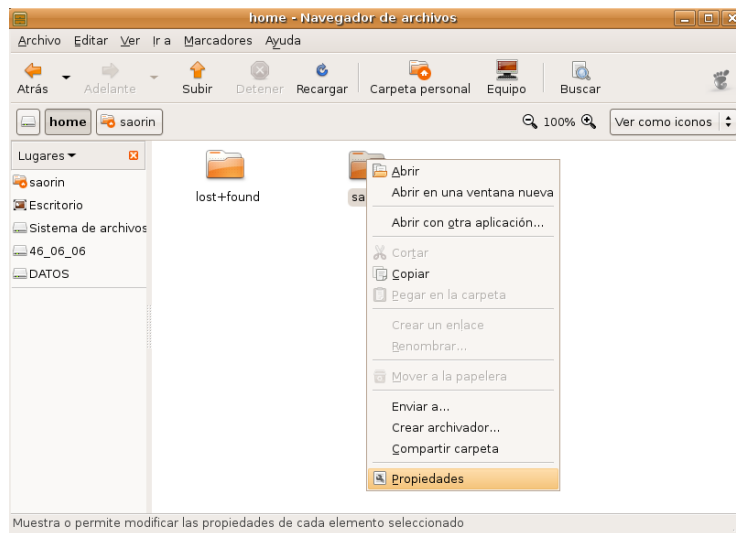 home - Navegador de archivos
Archivo Editar Ver Ir a Marcadores Ayuda
Atrás Adelante Subir Detener Recargar Carpeta personal Equipo Buscar
home saorin 100% Ver como iconos
Lugares
saorin
Escritorio
Sistema de archivos
46_06_06
DATOS
lost+found
sa
Abrir
Abrir en una ventana nueva
Abrir con otra aplicación...
Cortar
Copiar
Pegar en la carpeta
Crear un enlace
Renombrar...
Mover a la papelera
Enviar a...
Crear archivador...
Compartir carpeta
Propiedades
Muestra o permite modificar las propiedades de cada elemento seleccionado